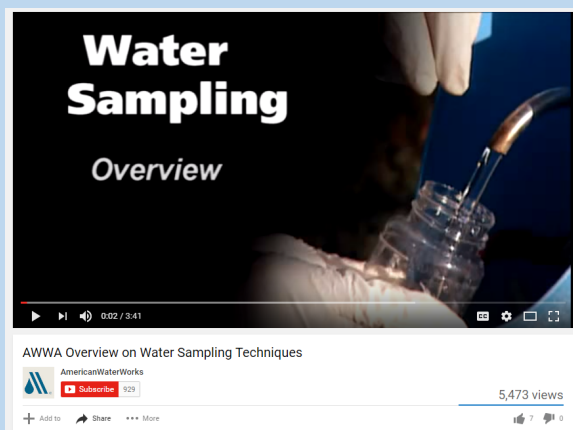 Water
Sampling
Overview
0:02 / 3:41
CC
AWWA Overview on Water Sampling Techniques
AmericanWaterWorks
Subscribe 929
5,473 views
Add to Share More
7 0